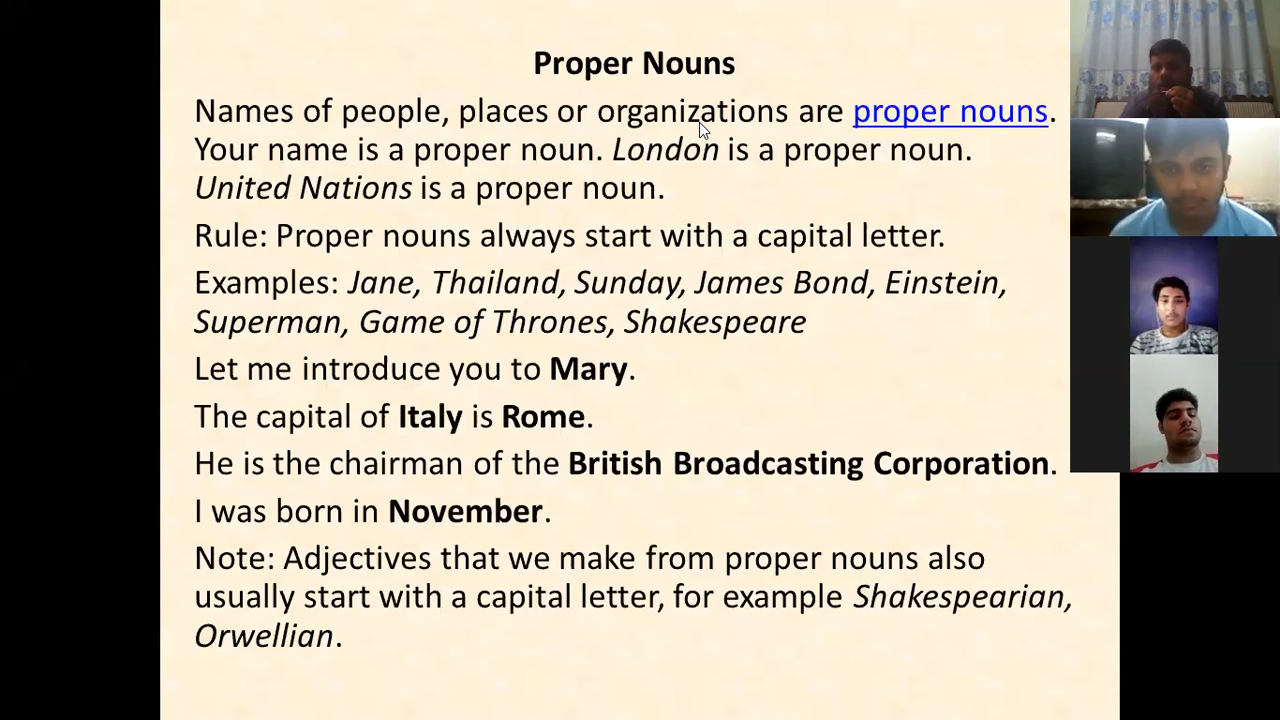 Proper Nouns
Names of people, places or organizations are proper nouns.
Your name is a proper noun. London is a proper noun.
United Nations is a proper noun.
Rule: Proper nouns always start with a capital letter.
Examples: Jane, Thailand, Sunday, James Bond, Einstein,
Superman, Game of Thrones, Shakespeare
Let me introduce you to Mary.
The capital of Italy is Rome.
He is the chairman of the British Broadcasting Corporation.
I was born in November.
Note: Adjectives that we make from proper nouns also
usually start with a capital letter, for example Shakespearian,
Orwellian.